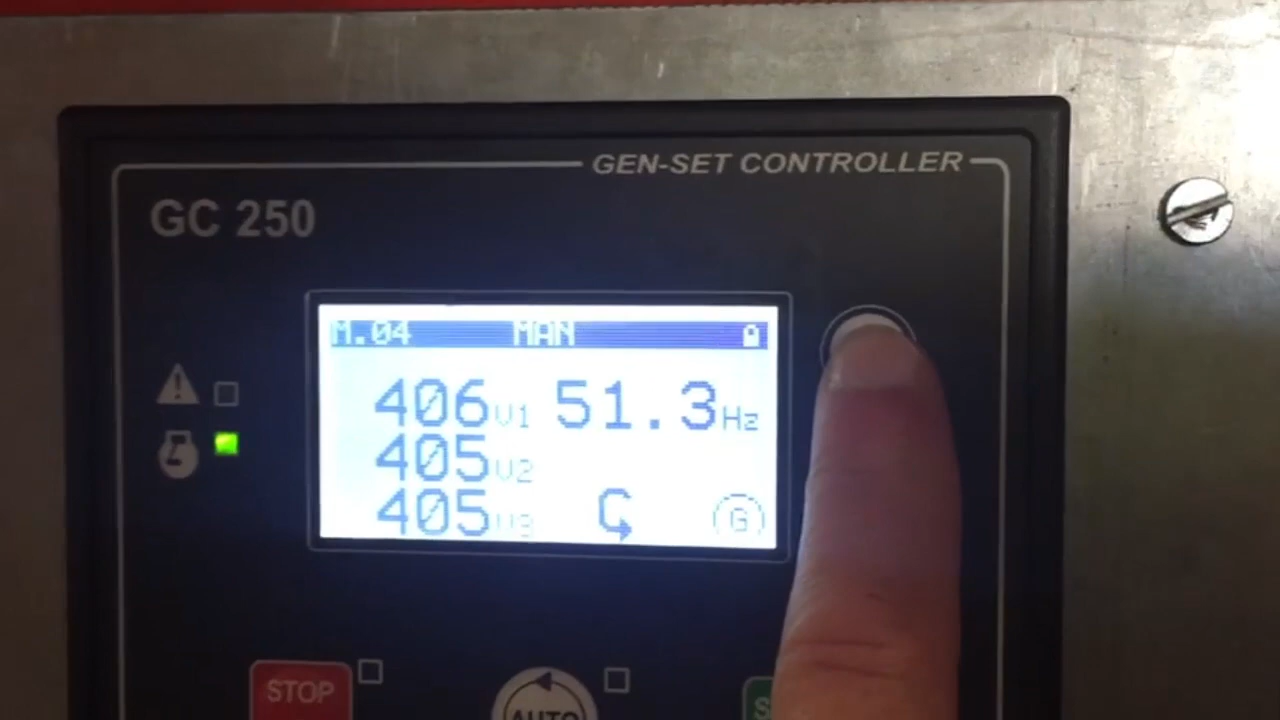 GEN-SET CONTROLLER
GC 250
M.04 MAN
406 V1 51.3 Hz
405 V2
405 V3
G
STOP
AUTO
S